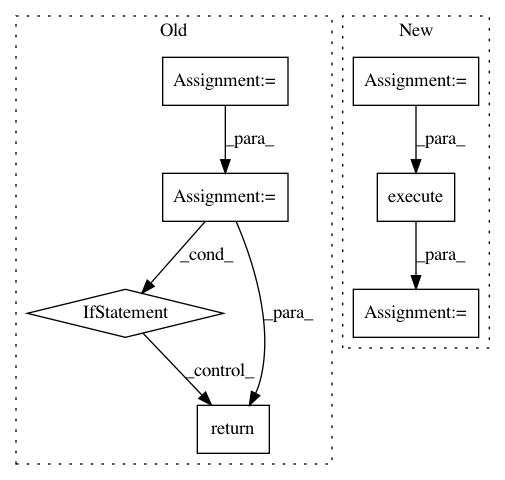 Old
New
Assignment:=
Assignment:=
_para_
_para_
Assignment:=
execute
_cond_
_para_
_para_
IfStatement
Assignment:=
_control_
return